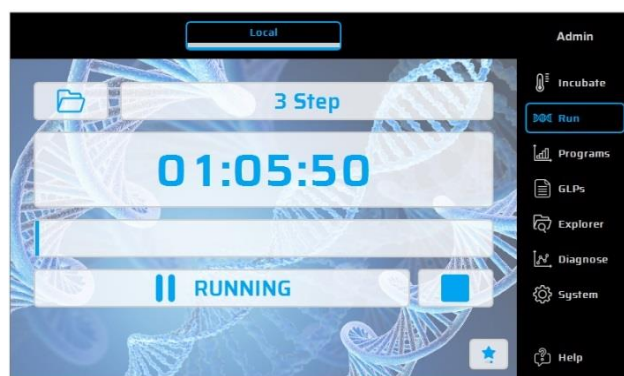 Local
Admin
3 Step
01:05:50
RUNNING
Incubate
Run
Programs
GLPs
Explorer
Diagnose
System
Help